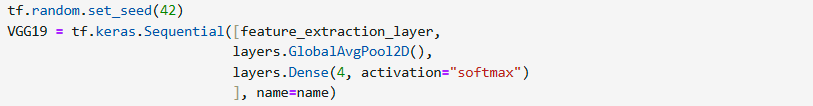 tf.random.set_seed(42)
VGG19 = tf.keras.Sequential([feature_extraction_layer,
layers.GlobalAvgPool2D(),
layers.Dense(4, activation="softmax")
], name=name)